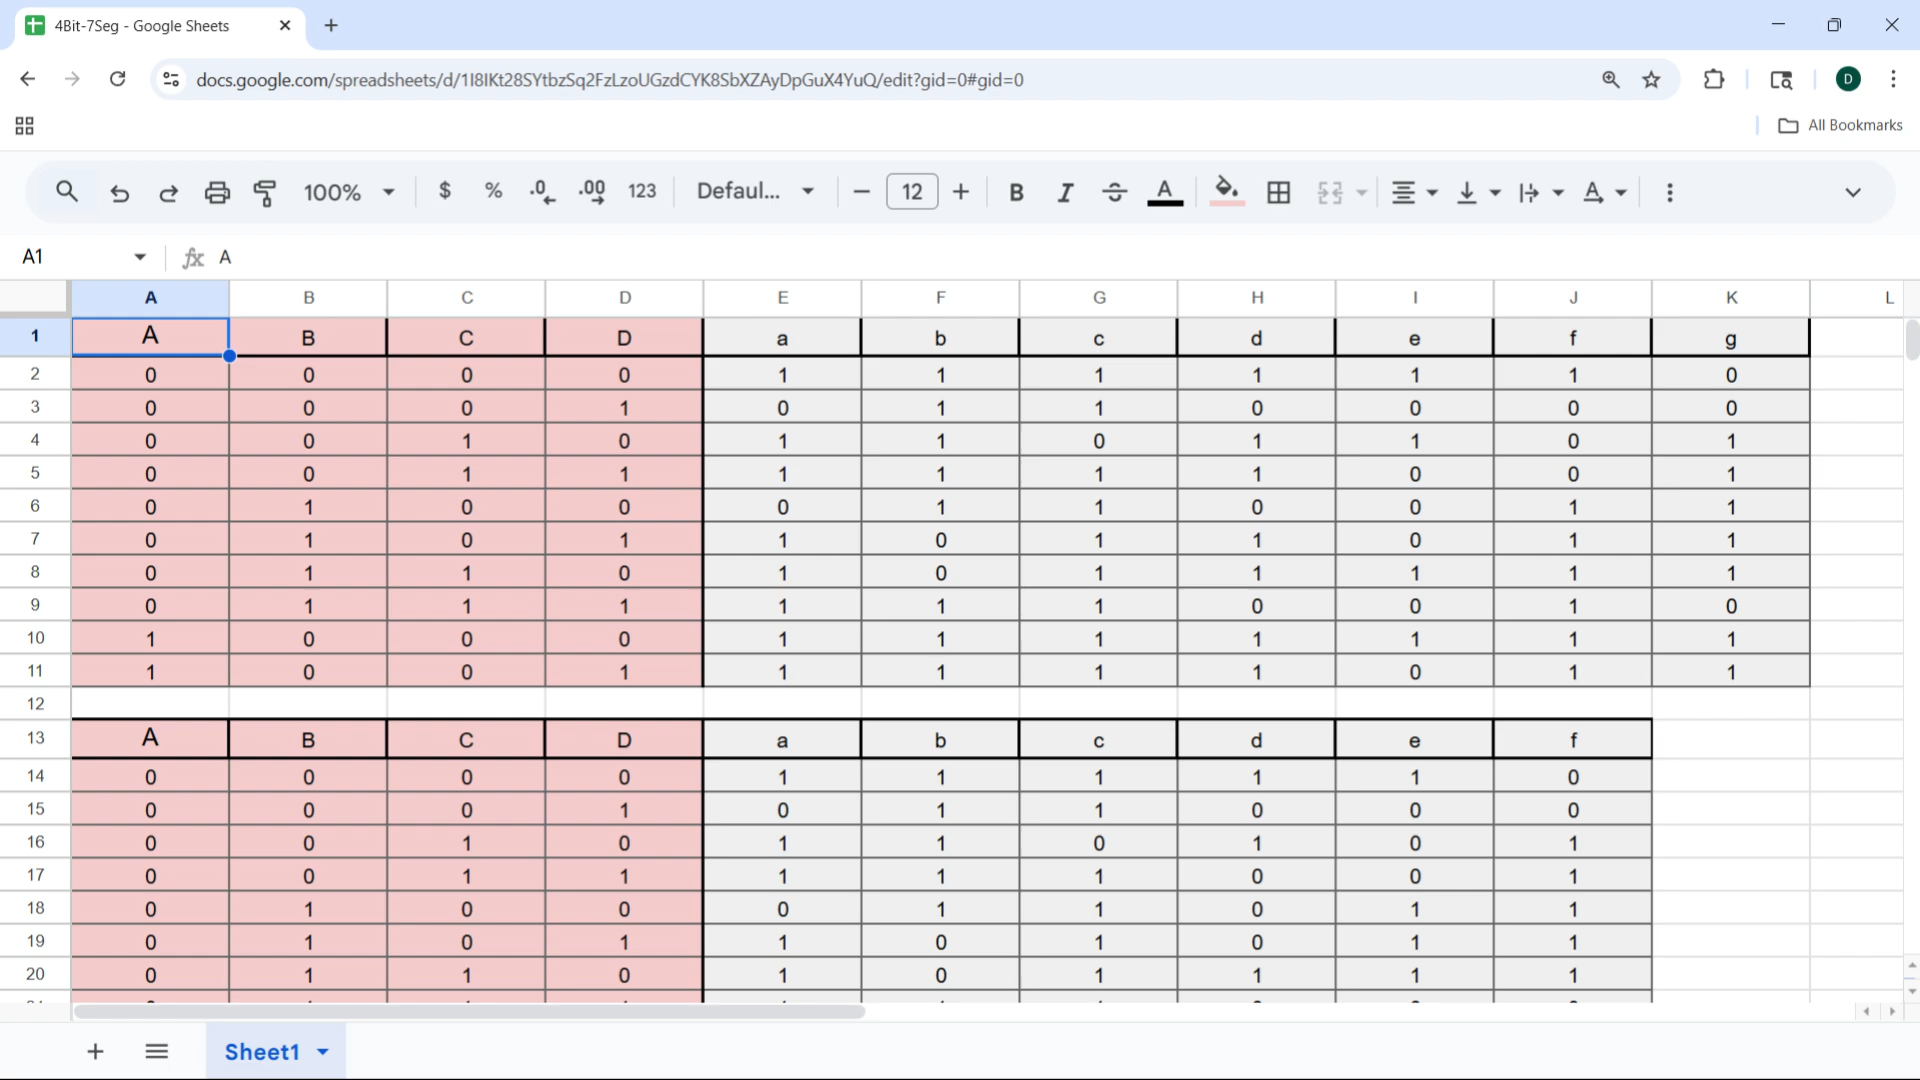 4Bit-7Seg - Google Sheets
docs.google.com/spreadsheets/d/1I8IKt28SYtbzSq2FzLzoUGzdCYK8SbXZAyDpGuX4YuQ/edit?gid=0#gid=0
D
All Bookmarks
100% $ % .0 .00 123 Defaul... 12 B I A A
A1 fx A
A B C D E F G H I J K L
1 A B C D a b c d e f g
2 0 0 0 0 1 1 1 1 1 1 0
3 0 0 0 1 0 1 1 0 0 0 0
4 0 0 1 0 1 1 0 1 1 0 1
5 0 0 1 1 1 1 1 1 0 0 1
6 0 1 0 0 0 1 1 0 0 1 1
7 0 1 0 1 1 0 1 1 0 1 1
8 0 1 1 0 1 0 1 1 1 1 1
9 0 1 1 1 1 1 1 0 0 1 0
10 1 0 0 0 1 1 1 1 1 1 1
11 1 0 0 1 1 1 1 1 0 1 1
12
13 A B C D a b c d e f
14 0 0 0 0 1 1 1 1 1 0
15 0 0 0 1 0 1 1 0 0 0
16 0 0 1 0 1 1 0 1 0 1
17 0 0 1 1 1 1 1 0 0 1
18 0 1 0 0 0 1 1 0 1 1
19 0 1 0 1 1 0 1 0 1 1
20 0 1 1 0 1 0 1 1 1 1
Sheet1